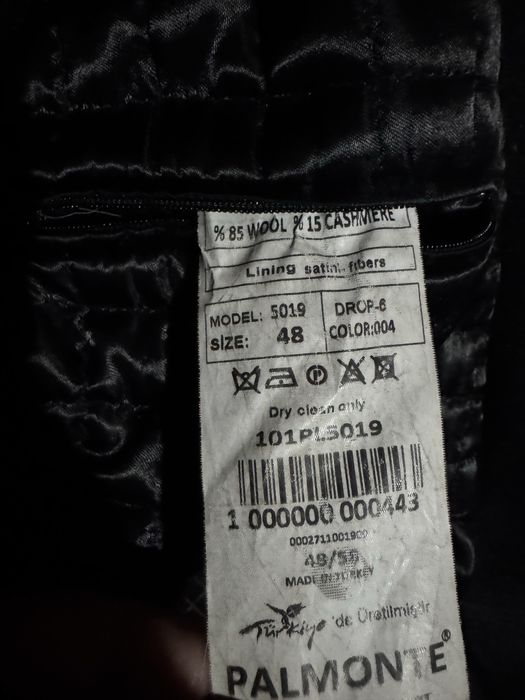 % 85 WOOL % 15 CASHMERE
Lining satin. fibers
MODEL: 5019
SIZE: 48
DROP-6
COLOR:004
Dry clean only
101PL5019
1 000000 000443
MADE IN TURKEY
Türkiye 'de Üretilmiştir
PALMONTE®